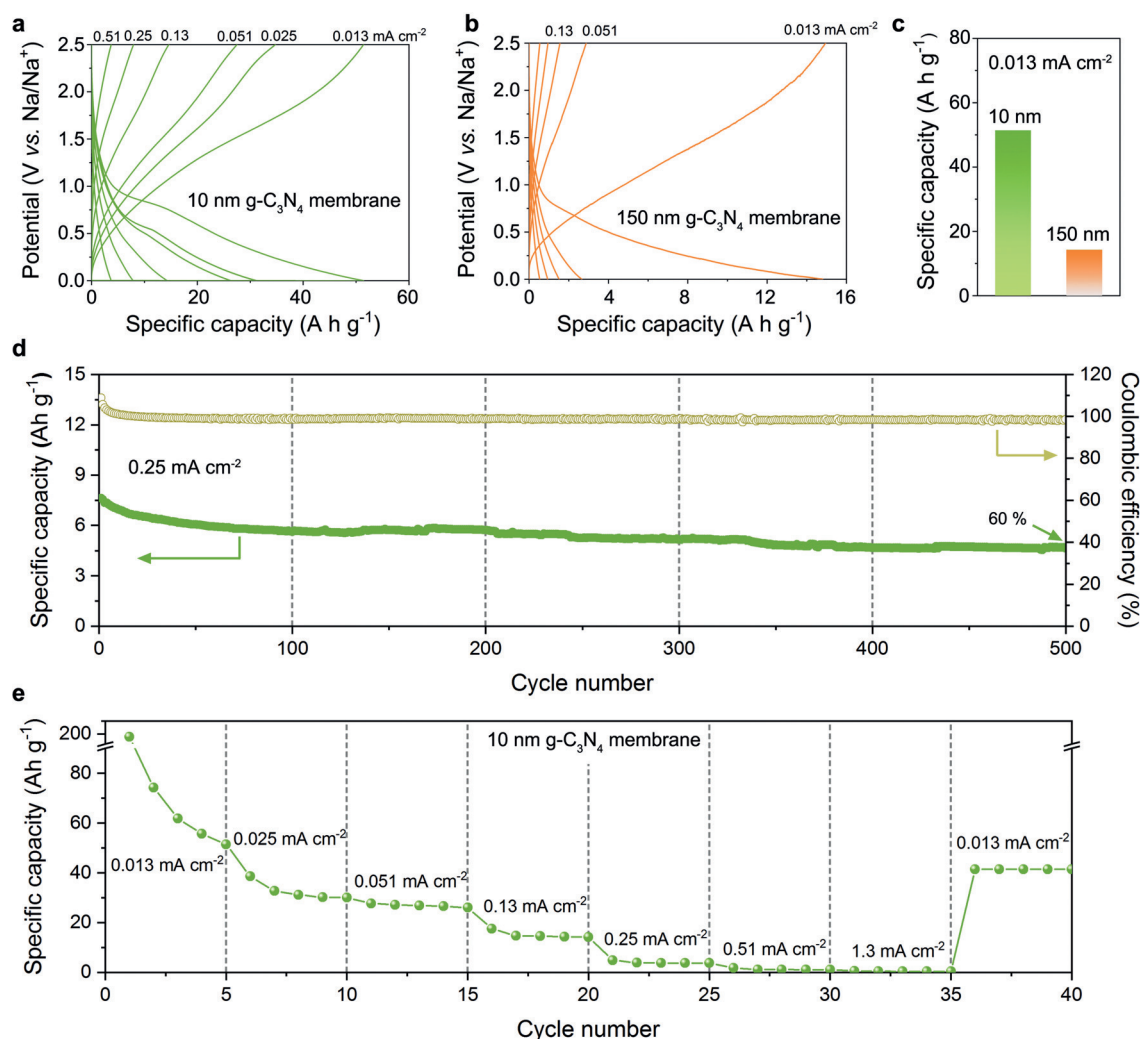 a
0.51 0.25 0.13 0.051 0.025 0.013 mA cm⁻²
2.5
2.0
1.5
1.0
0.5
0.0
Potential (V vs. Na/Na⁺)
10 nm g-C₃N₄ membrane
0 20 40 60
Specific capacity (A h g⁻¹)
b
0.13 0.051 0.013 mA cm⁻²
2.5
2.0
1.5
1.0
0.5
0.0
Potential (V vs. Na/Na⁺)
150 nm g-C₃N₄ membrane
0 4 8 12 16
Specific capacity (A h g⁻¹)
c
80
60
40
20
0
Specific capacity (A h g⁻¹)
0.013 mA cm⁻²
10 nm
150 nm
d
15
12
9
6
3
0
Specific capacity (Ah g⁻¹)
0.25 mA cm⁻²
60 %
120
100
80
60
40
20
0
Coulombic efficiency (%)
0 100 200 300 400 500
Cycle number
e
200
80
60
40
20
0
Specific capacity (Ah g⁻¹)
10 nm g-C₃N₄ membrane
0.013 mA cm⁻²
0.025 mA cm⁻²
0.051 mA cm⁻²
0.13 mA cm⁻²
0.25 mA cm⁻²
0.51 mA cm⁻²
1.3 mA cm⁻²
0.013 mA cm⁻²
0 5 10 15 20 25 30 35 40
Cycle number